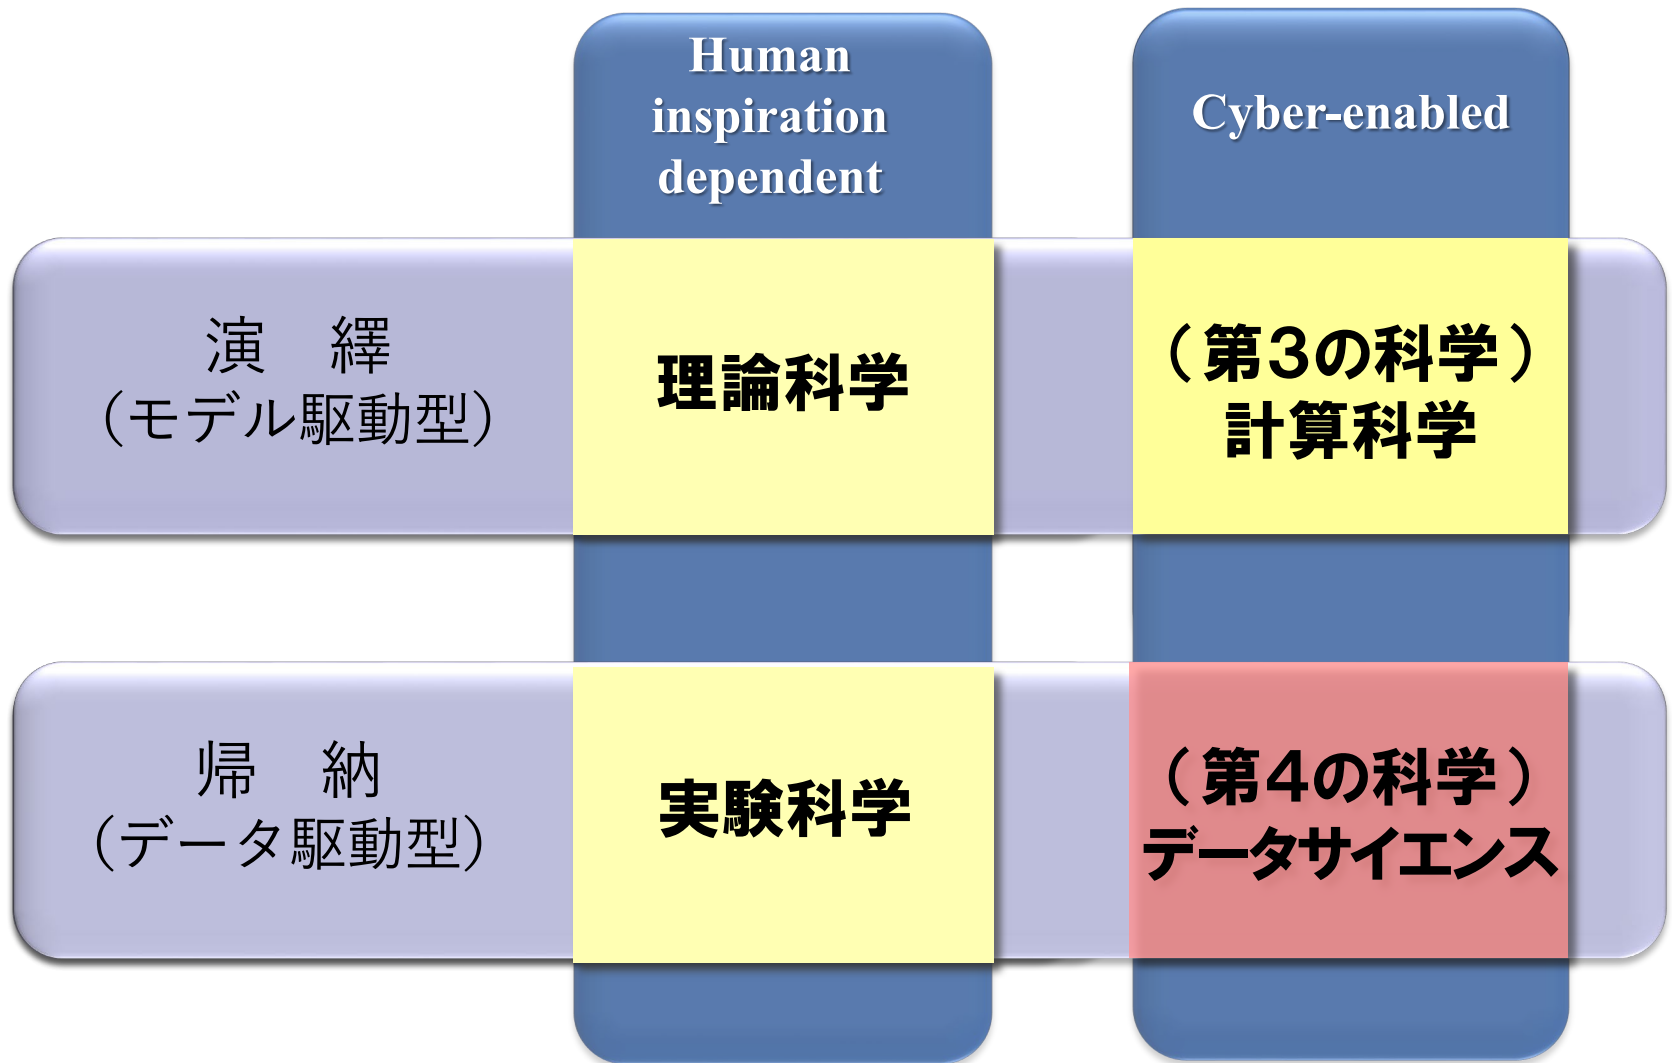 Human
inspiration
dependent
Cyber-enabled
演　繹
（モデル駆動型）
理論科学
（第３の科学）
計算科学
帰　納
（データ駆動型）
実験科学
（第４の科学）
データサイエンス